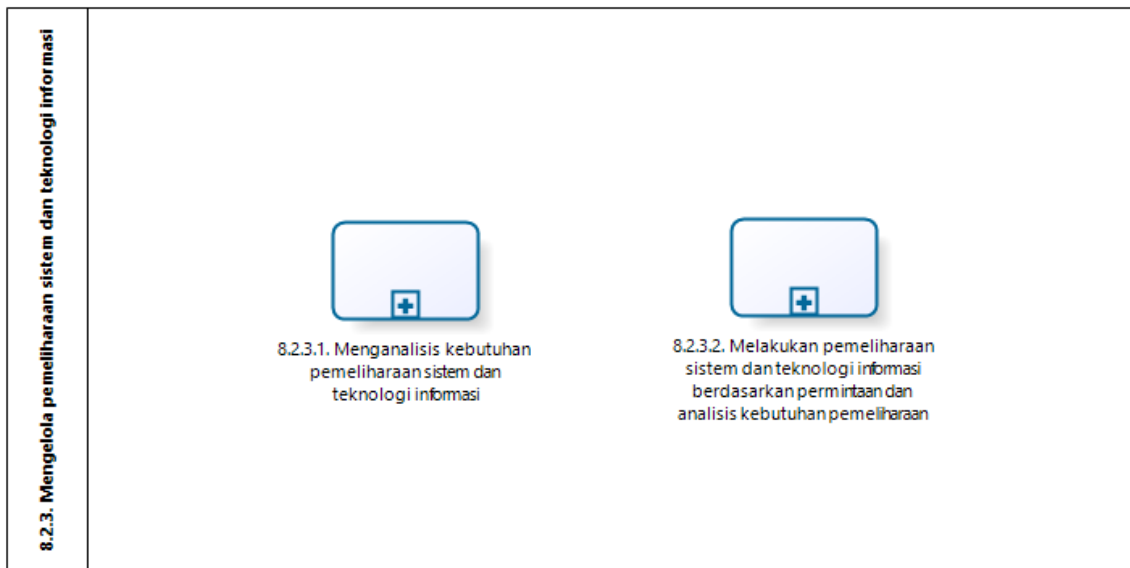 8.2.3. Mengelola pemeliharaan sistem dan teknologi informasi
8.2.3.1. Menganalisis kebutuhan
pemeliharaan sistem dan
teknologi informasi
8.2.3.2. Melakukan pemeliharaan
sistem dan teknologi informasi
berdasarkan permintaan dan
analisis kebutuhan pemeliharaan